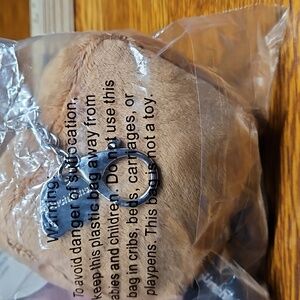 Warning:
To avoid danger of suffocation,
keep this plastic bag away from
babies and children. Do not use this
bag in cribs, beds, carriages, or
playpens. This bag is not a toy.